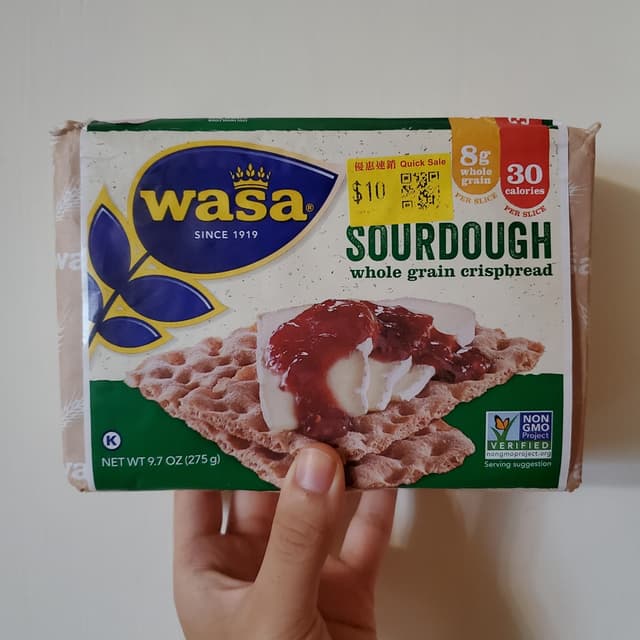 wasa®
SINCE 1919
優惠速銷 Quick Sale
$10
8g
whole
grain
PER SLICE
30
calories
PER SLICE
SOURDOUGH
whole grain crispbread
K
NET WT 9.7 OZ (275 g)
NON
GMO
Project
VERIFIED
nongmoproject.org
Serving suggestion